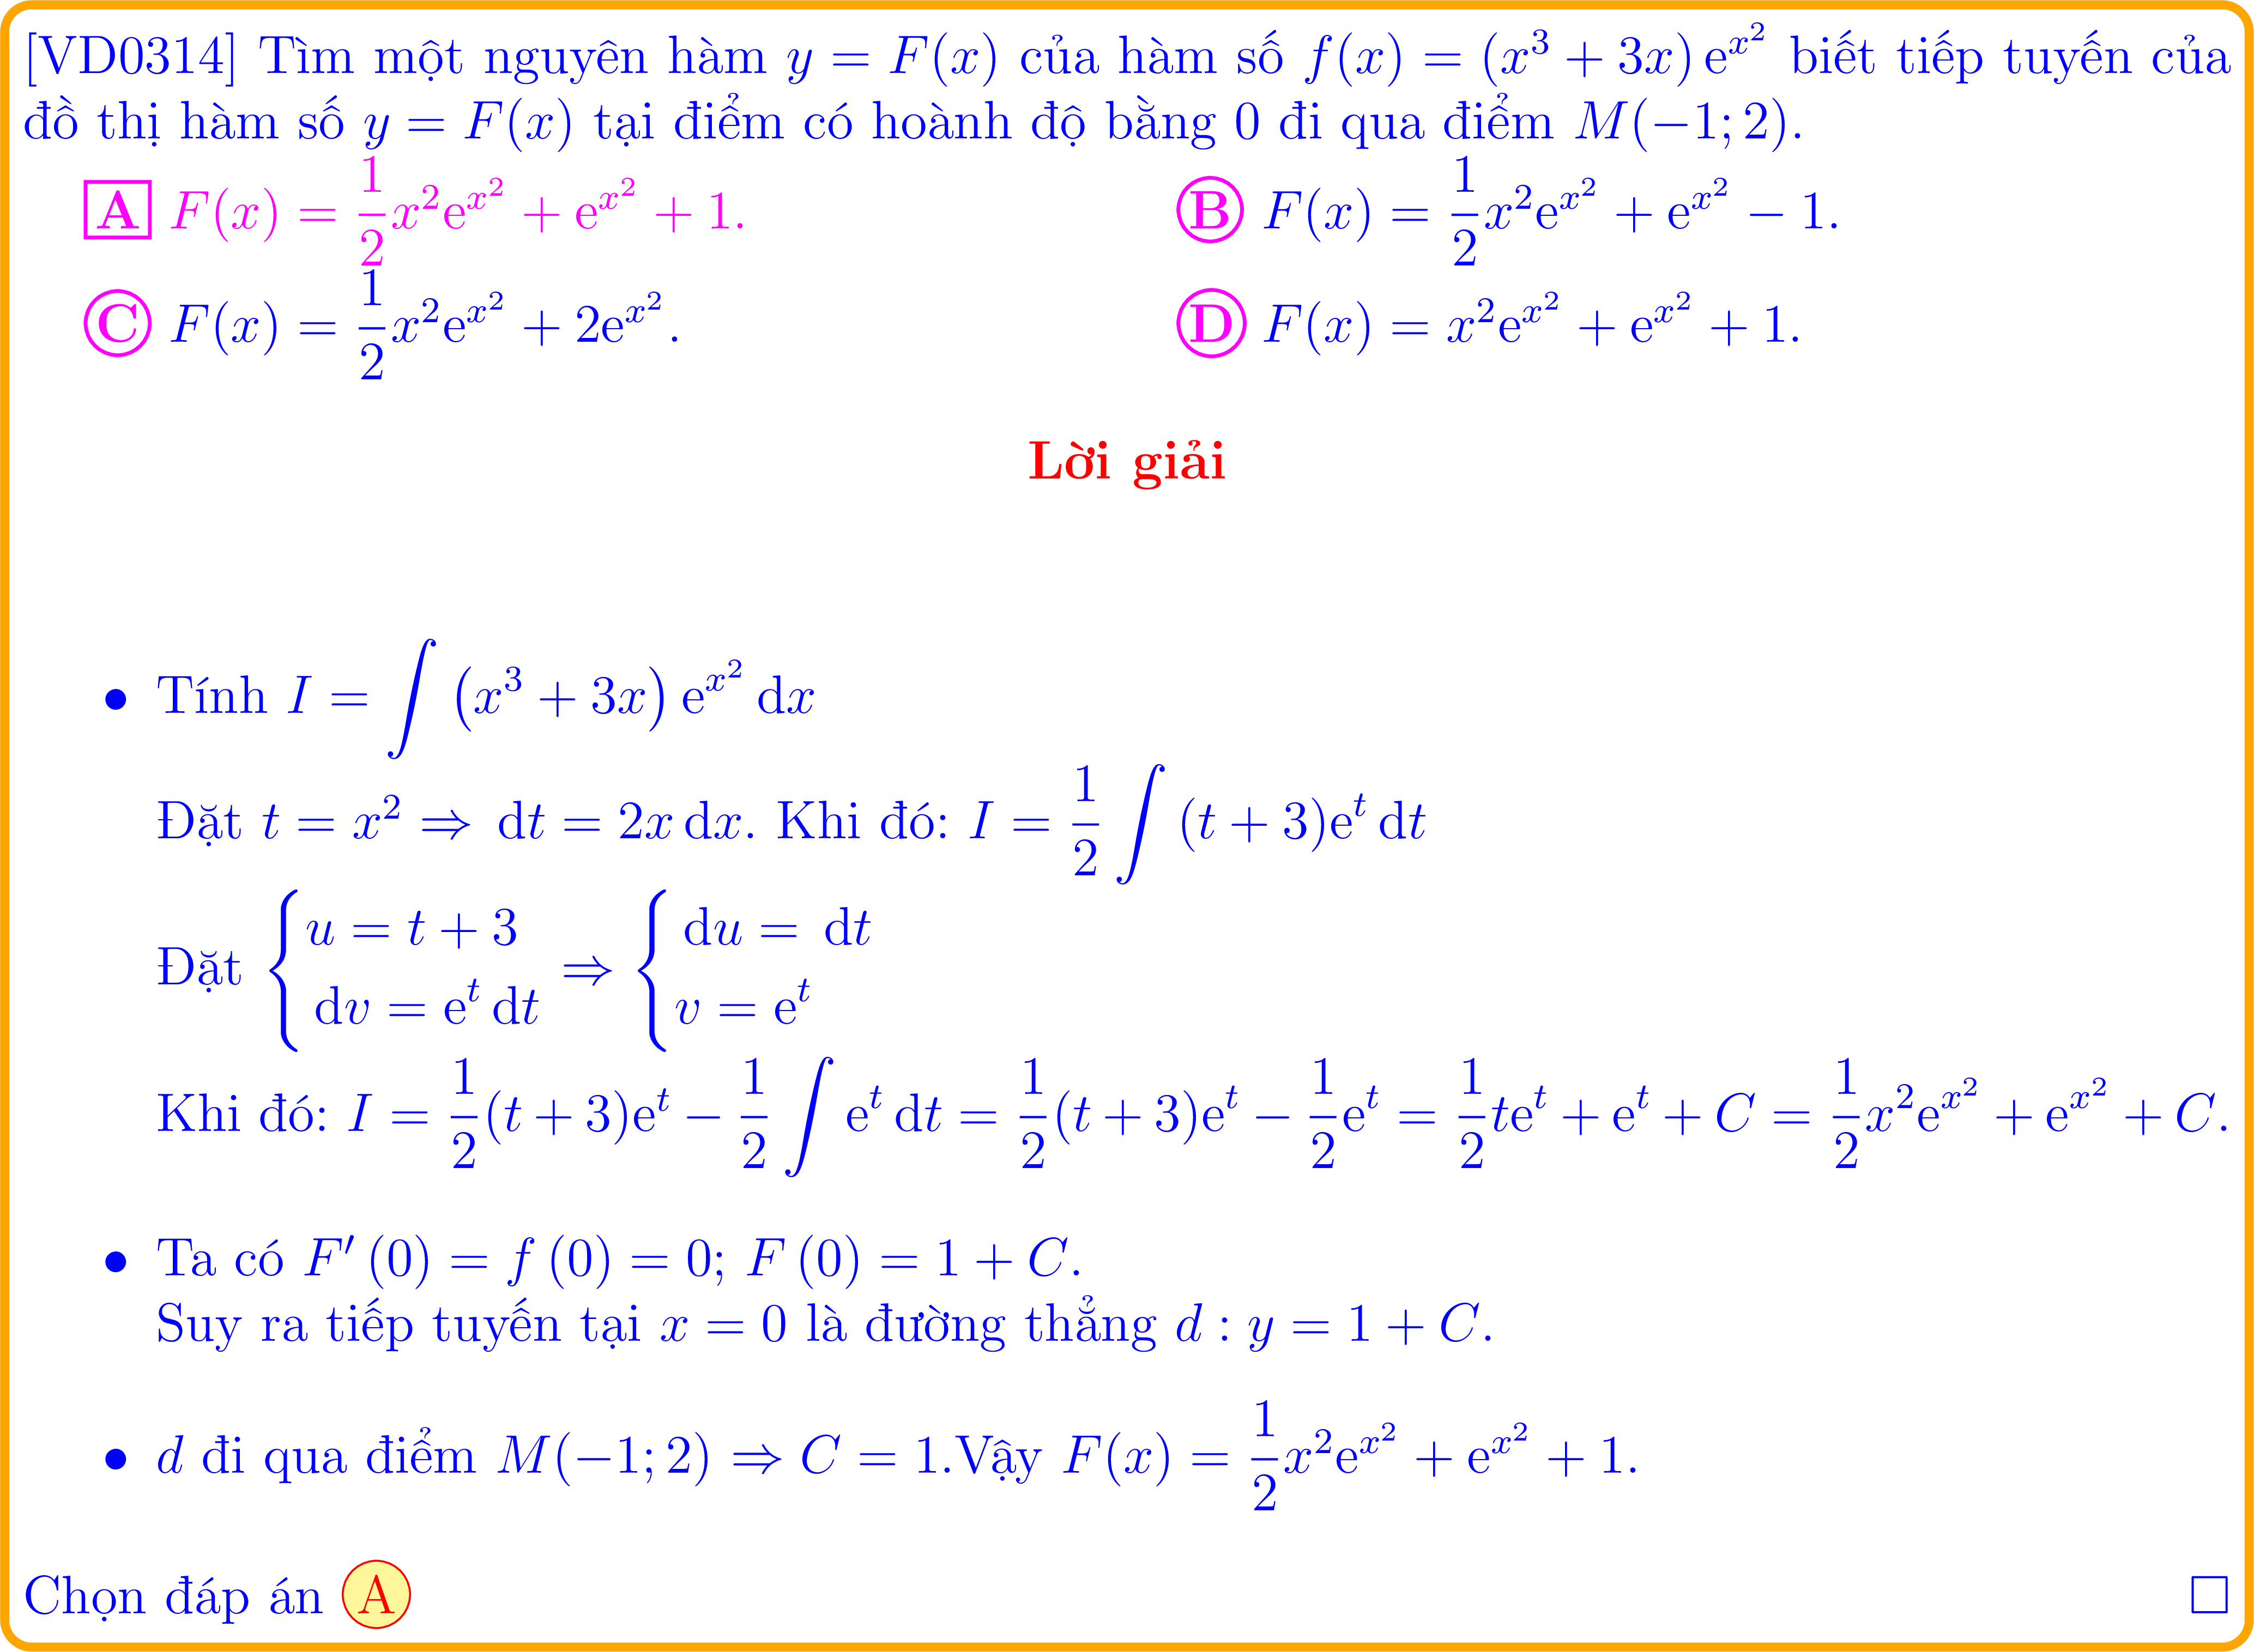 [VD0314] Tìm một nguyên hàm $y = F(x)$ của hàm số $f(x) = (x^3 + 3x)\,\mathrm{e}^{x^2}$ biết tiếp tuyến của
đồ thị hàm số $y = F(x)$ tại điểm có hoành độ bằng 0 đi qua điểm $M(-1; 2)$.
A $F(x) = \frac{1}{2}x^2\mathrm{e}^{x^2} + \mathrm{e}^{x^2} + 1$. B $F(x) = \frac{1}{2}x^2\mathrm{e}^{x^2} + \mathrm{e}^{x^2} - 1$.
C $F(x) = \frac{1}{2}x^2\mathrm{e}^{x^2} + 2\mathrm{e}^{x^2}$. D $F(x) = x^2\mathrm{e}^{x^2} + \mathrm{e}^{x^2} + 1$.
Lời giải
• Tính $I = \int (x^3 + 3x)\,\mathrm{e}^{x^2}\,\mathrm{d}x$
Đặt $t = x^2 \Rightarrow \mathrm{d}t = 2x\,\mathrm{d}x$. Khi đó: $I = \frac{1}{2}\int (t + 3)\mathrm{e}^t\,\mathrm{d}t$
Đặt $\begin{cases} u = t + 3 \\ \mathrm{d}v = \mathrm{e}^t\,\mathrm{d}t \end{cases} \Rightarrow \begin{cases} \mathrm{d}u = \mathrm{d}t \\ v = \mathrm{e}^t \end{cases}$
Khi đó: $I = \frac{1}{2}(t + 3)\mathrm{e}^t - \frac{1}{2}\int \mathrm{e}^t\,\mathrm{d}t = \frac{1}{2}(t + 3)\mathrm{e}^t - \frac{1}{2}\mathrm{e}^t = \frac{1}{2}t\mathrm{e}^t + \mathrm{e}^t + C = \frac{1}{2}x^2\mathrm{e}^{x^2} + \mathrm{e}^{x^2} + C$.
• Ta có $F'(0) = f(0) = 0$; $F(0) = 1 + C$.
Suy ra tiếp tuyến tại $x = 0$ là đường thẳng $d : y = 1 + C$.
• $d$ đi qua điểm $M(-1; 2) \Rightarrow C = 1$.Vậy $F(x) = \frac{1}{2}x^2\mathrm{e}^{x^2} + \mathrm{e}^{x^2} + 1$.
Chọn đáp án A □